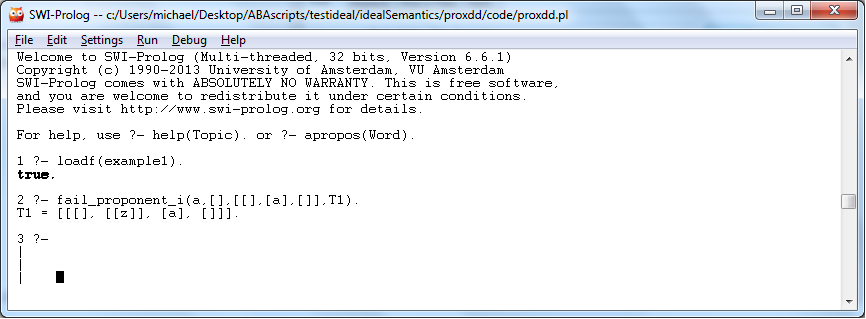 SWI-Prolog -- c:/Users/michael/Desktop/ABAscripts/testideal/idealSemantics/proxdd/code/proxdd.pl
File Edit Settings Run Debug Help
Welcome to SWI-Prolog (Multi-threaded, 32 bits, Version 6.6.1)
Copyright (c) 1990-2013 University of Amsterdam, VU Amsterdam
SWI-Prolog comes with ABSOLUTELY NO WARRANTY. This is free software,
and you are welcome to redistribute it under certain conditions.
Please visit http://www.swi-prolog.org for details.
For help, use ?- help(Topic). or ?- apropos(Word).
1 ?- loadf(example1).
true.
2 ?- fail_proponent_i(a,[],[[],[a],[]],T1).
T1 = [[[], [[z]], [a], []]].
3 ?-
|
|
|